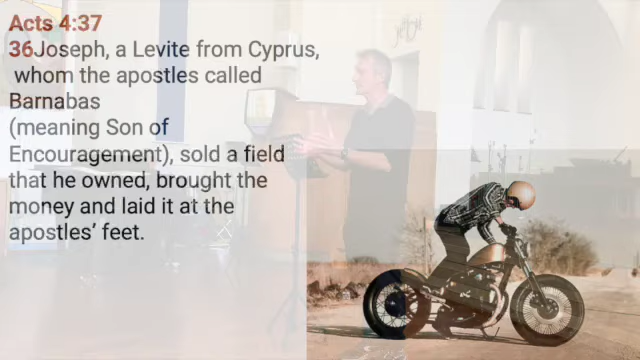 Acts 4:37
36Joseph, a Levite from Cyprus,
whom the apostles called
Barnabas
(meaning Son of
Encouragement), sold a field
that he owned, brought the
money and laid it at the
apostles’ feet.